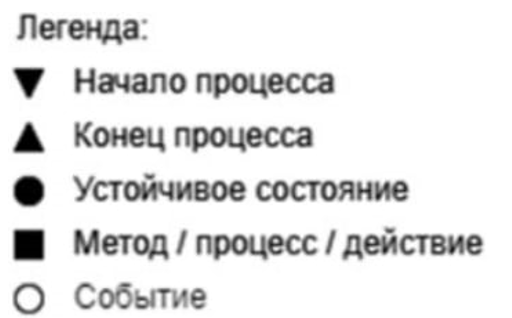 Легенда:
Начало процесса
Конец процесса
Устойчивое состояние
Метод / процесс / действие
Событие